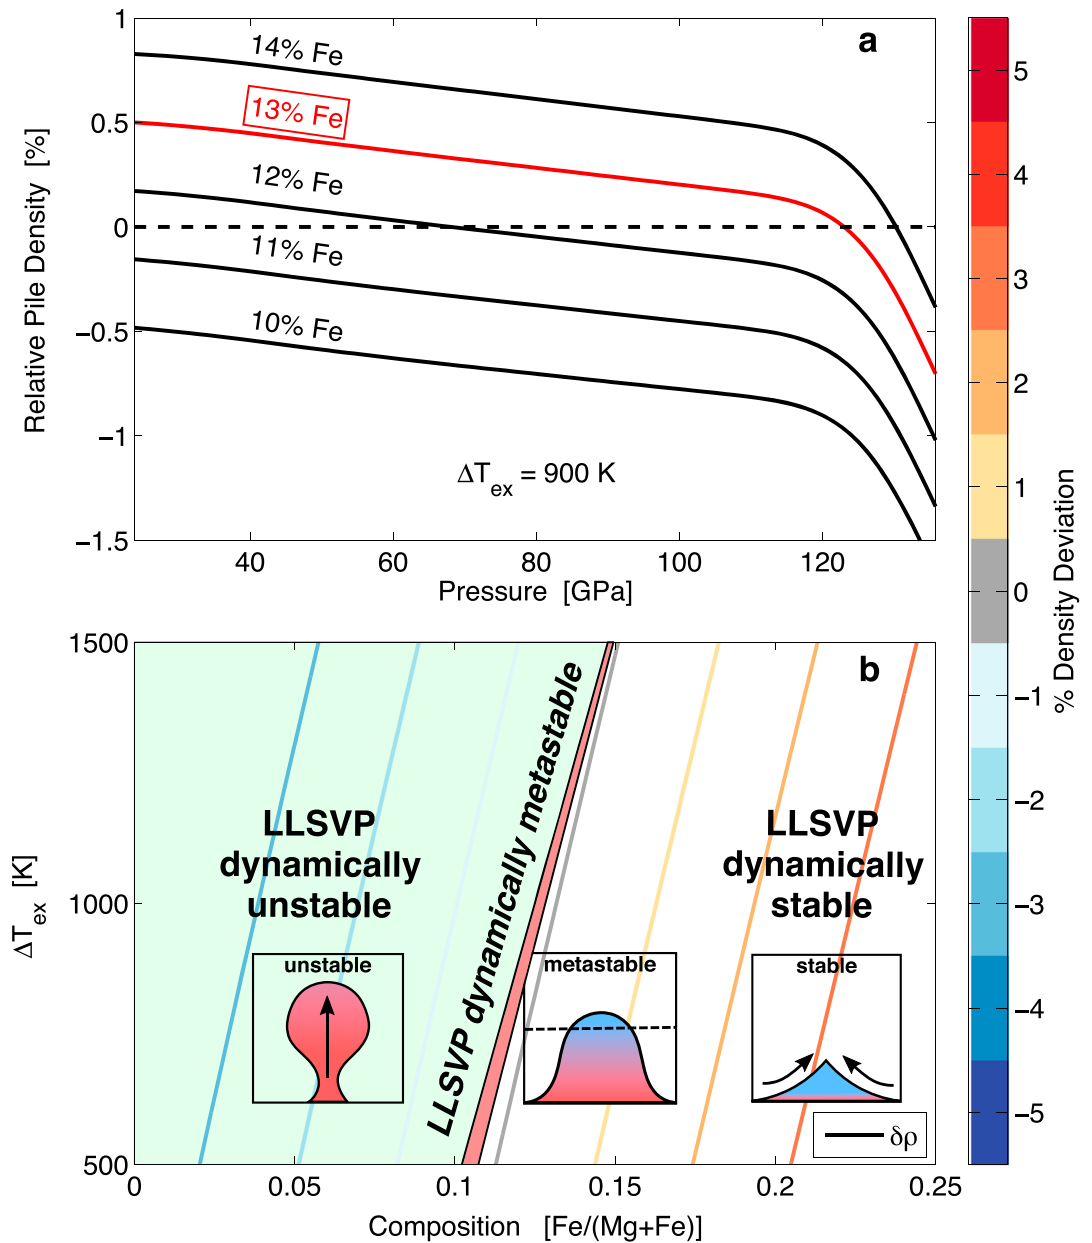 a
1
0.5
0
−0.5
−1
−1.5
Relative Pile Density [%]
14% Fe
13% Fe
12% Fe
11% Fe
10% Fe
ΔTex = 900 K
40
60
80
100
120
Pressure [GPa]
5
4
3
2
1
0
−1
−2
−3
−4
−5
% Density Deviation
b
1500
1000
500
ΔTex [K]
LLSVP
dynamically
unstable
LLSVP dynamically metastable
LLSVP
dynamically
stable
unstable
metastable
stable
δρ
0
0.05
0.1
0.15
0.2
0.25
Composition [Fe/(Mg+Fe)]